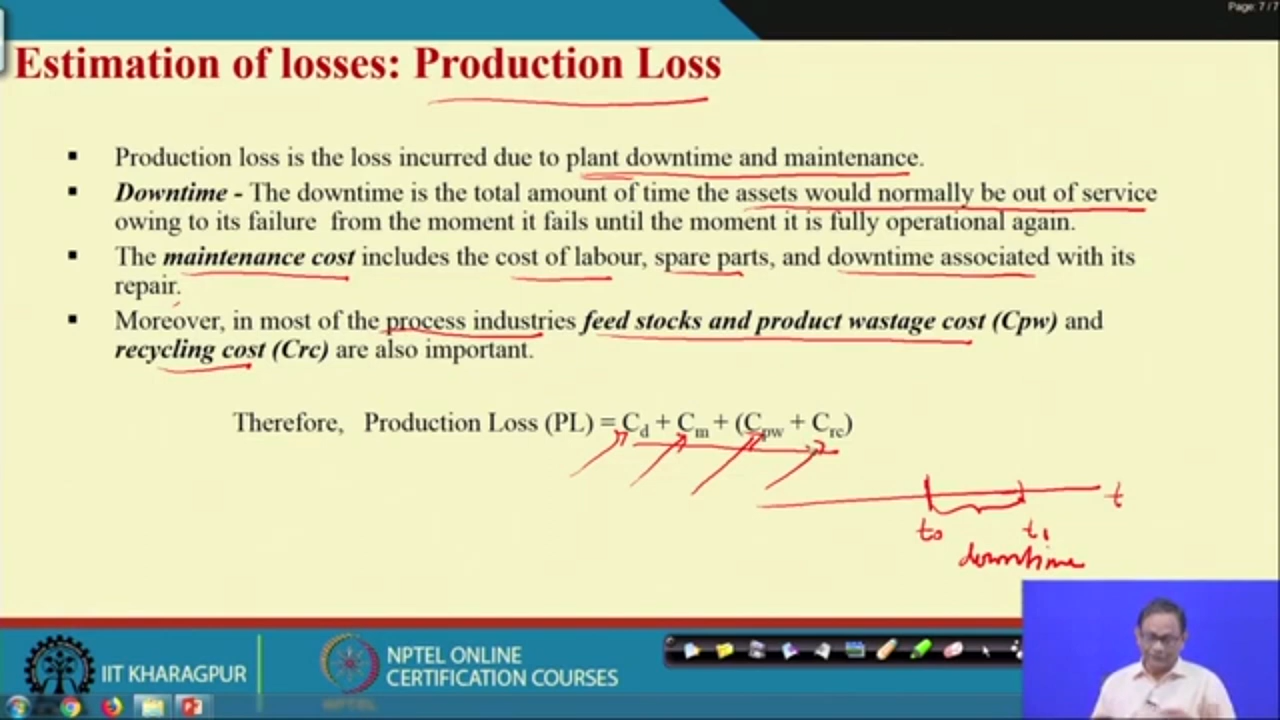 Page: 7 / 7
Estimation of losses: Production Loss
▪ Production loss is the loss incurred due to plant downtime and maintenance.
▪ Downtime - The downtime is the total amount of time the assets would normally be out of service
owing to its failure from the moment it fails until the moment it is fully operational again.
▪ The maintenance cost includes the cost of labour, spare parts, and downtime associated with its
repair.
▪ Moreover, in most of the process industries feed stocks and product wastage cost (Cpw) and
recycling cost (Crc) are also important.
Therefore, Production Loss (PL) = Cd + Cm + (Cpw + Crc)
t
t₀ t₁
downtime
IIT KHARAGPUR
NPTEL ONLINE
CERTIFICATION COURSES